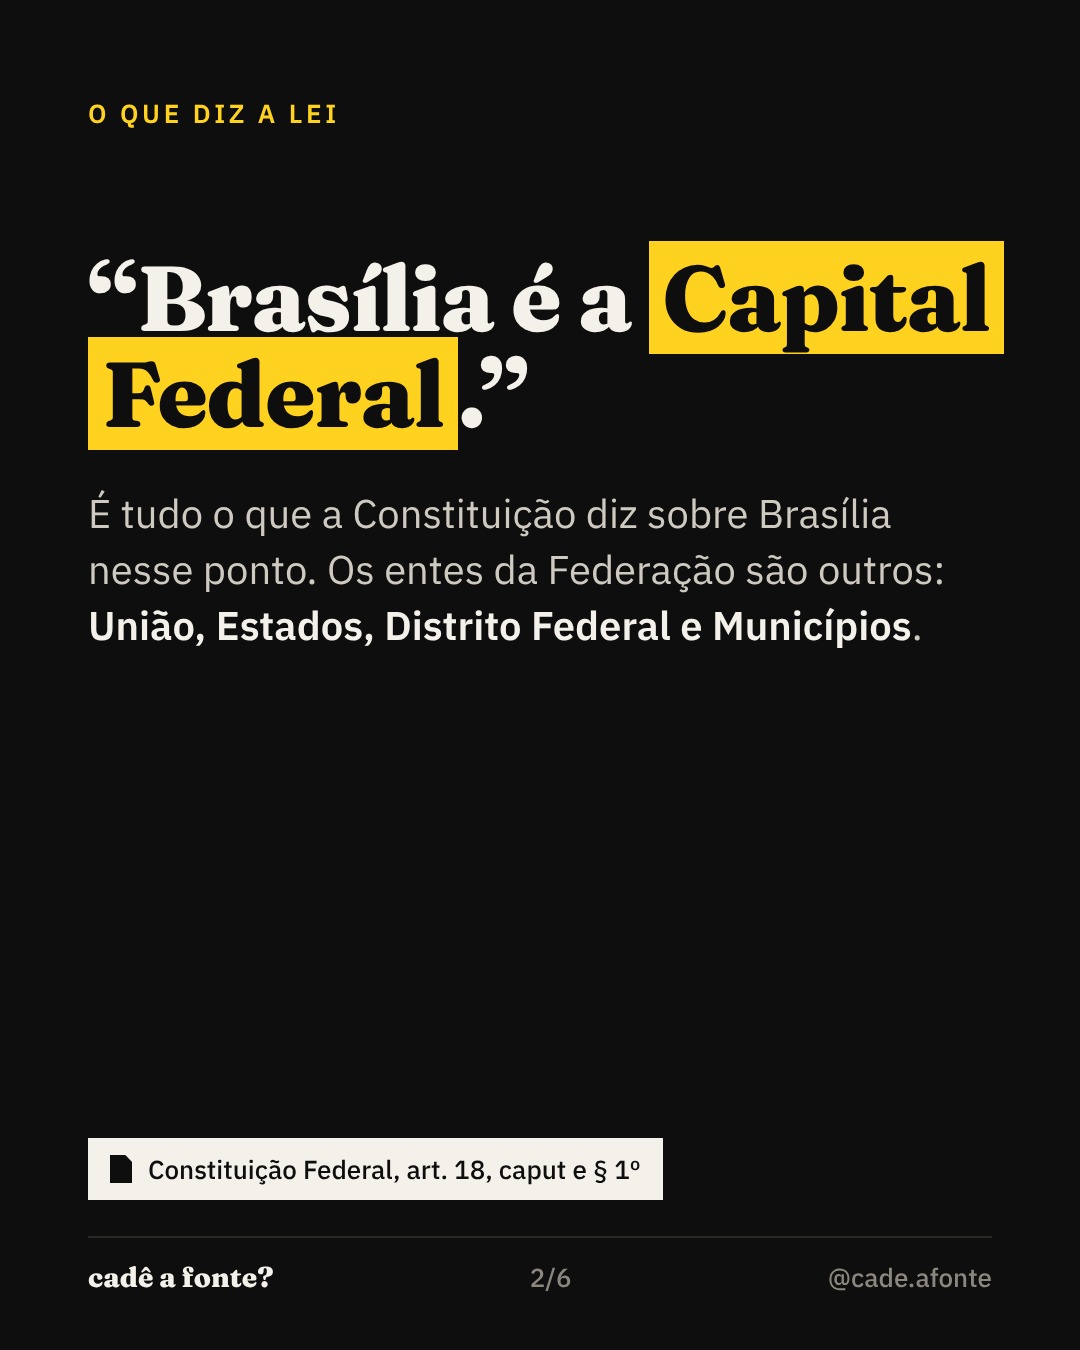 O QUE DIZ A LEI
“Brasília é a Capital
Federal.”
É tudo o que a Constituição diz sobre Brasília
nesse ponto. Os entes da Federação são outros:
União, Estados, Distrito Federal e Municípios.
Constituição Federal, art. 18, caput e § 1º
cadê a fonte?
2/6
@cade.afonte